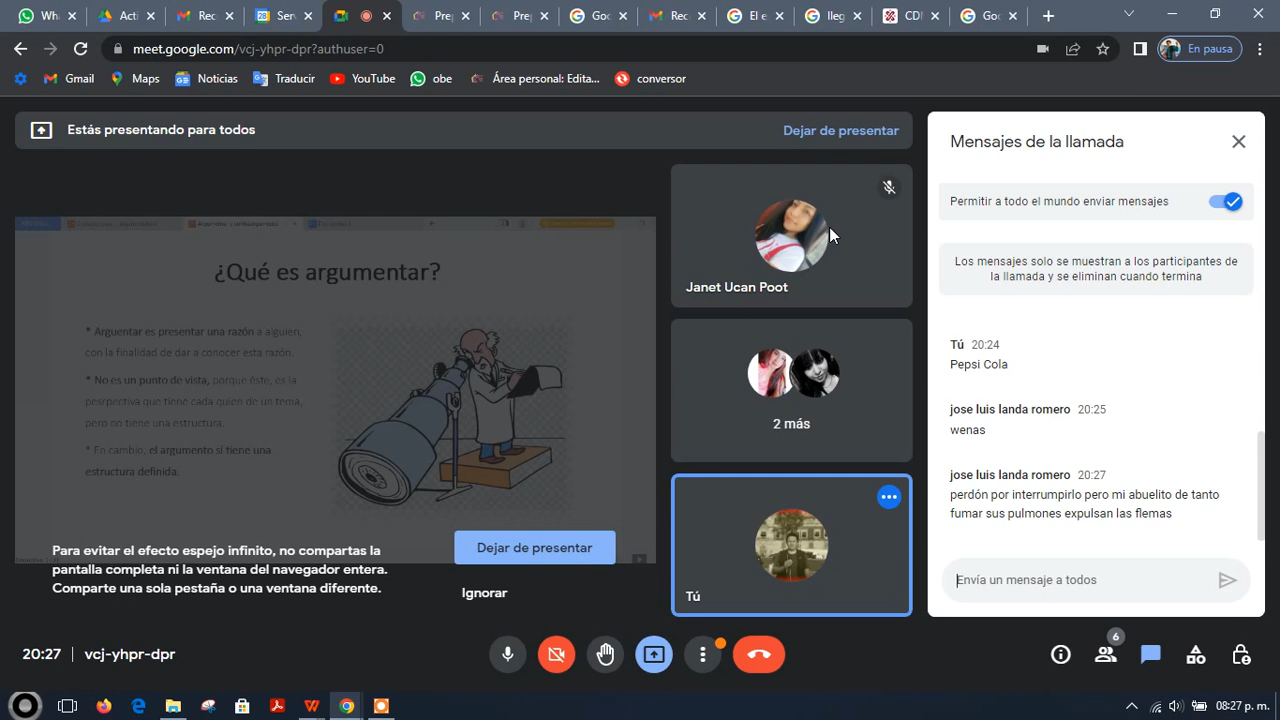 Wha
Acti
Rec
Serv
Prep
Prep
Goo
Rec
El e
lleg
CDN
Goo
meet.google.com/vcj-yhpr-dpr?authuser=0
En pausa
Gmail
Maps
Noticias
Traducir
YouTube
obe
Área personal: Edita...
conversor
Estás presentando para todos
Dejar de presentar
¿Qué es argumentar?
* Arguentar es presentar una razón a alguien,
con la finalidad de dar a conocer esta razón.
* No es un punto de vista, porque éste, es la
pesrpectiva que tiene cada quien de un tema,
pero no tiene una estructura.
* En cambio, el argumento sí tiene una
estructura definida.
Para evitar el efecto espejo infinito, no compartas la
pantalla completa ni la ventana del navegador entera.
Comparte una sola pestaña o una ventana diferente.
Dejar de presentar
Ignorar
Janet Ucan Poot
2 más
Tú
Mensajes de la llamada
Permitir a todo el mundo enviar mensajes
Los mensajes solo se muestran a los participantes de
la llamada y se eliminan cuando termina
Tú 20:24
Pepsi Cola
jose luis landa romero 20:25
wenas
jose luis landa romero 20:27
perdón por interrumpirlo pero mi abuelito de tanto
fumar sus pulmones expulsan las flemas
Envía un mensaje a todos
20:27 | vcj-yhpr-dpr
6
08:27 p. m.